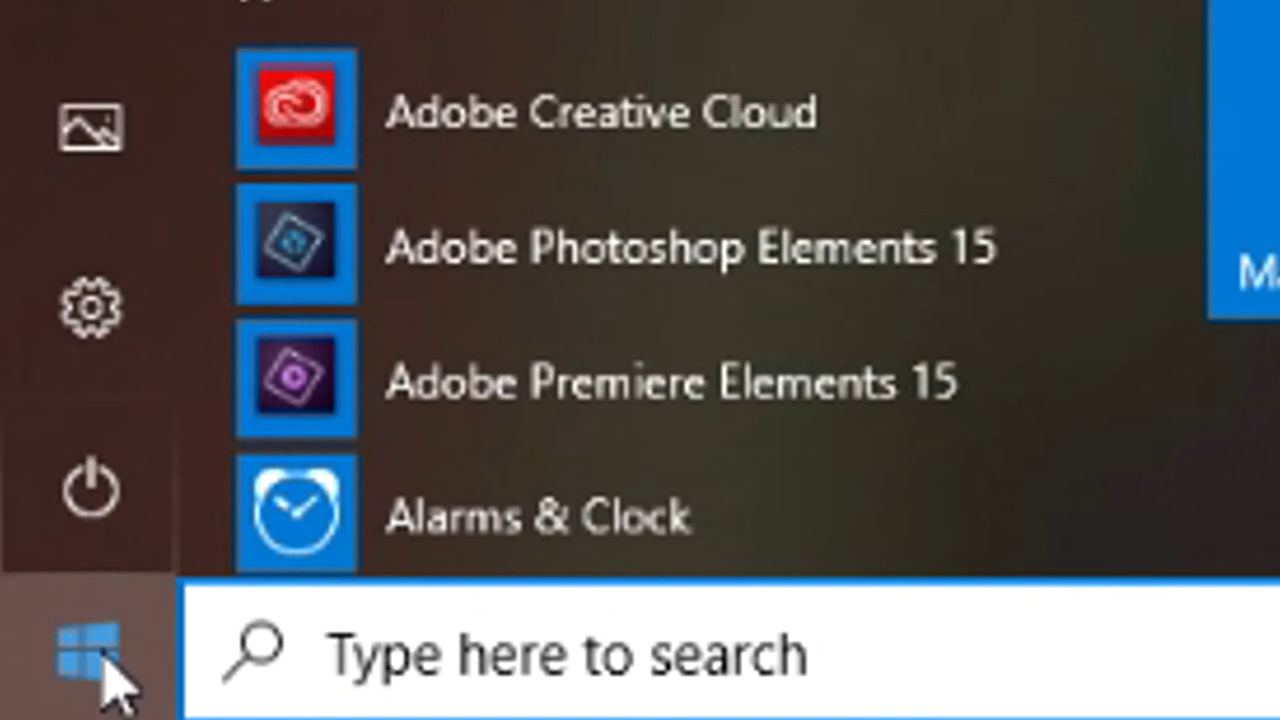 Adobe Creative Cloud
Adobe Photoshop Elements 15
Adobe Premiere Elements 15
Alarms & Clock
Type here to search